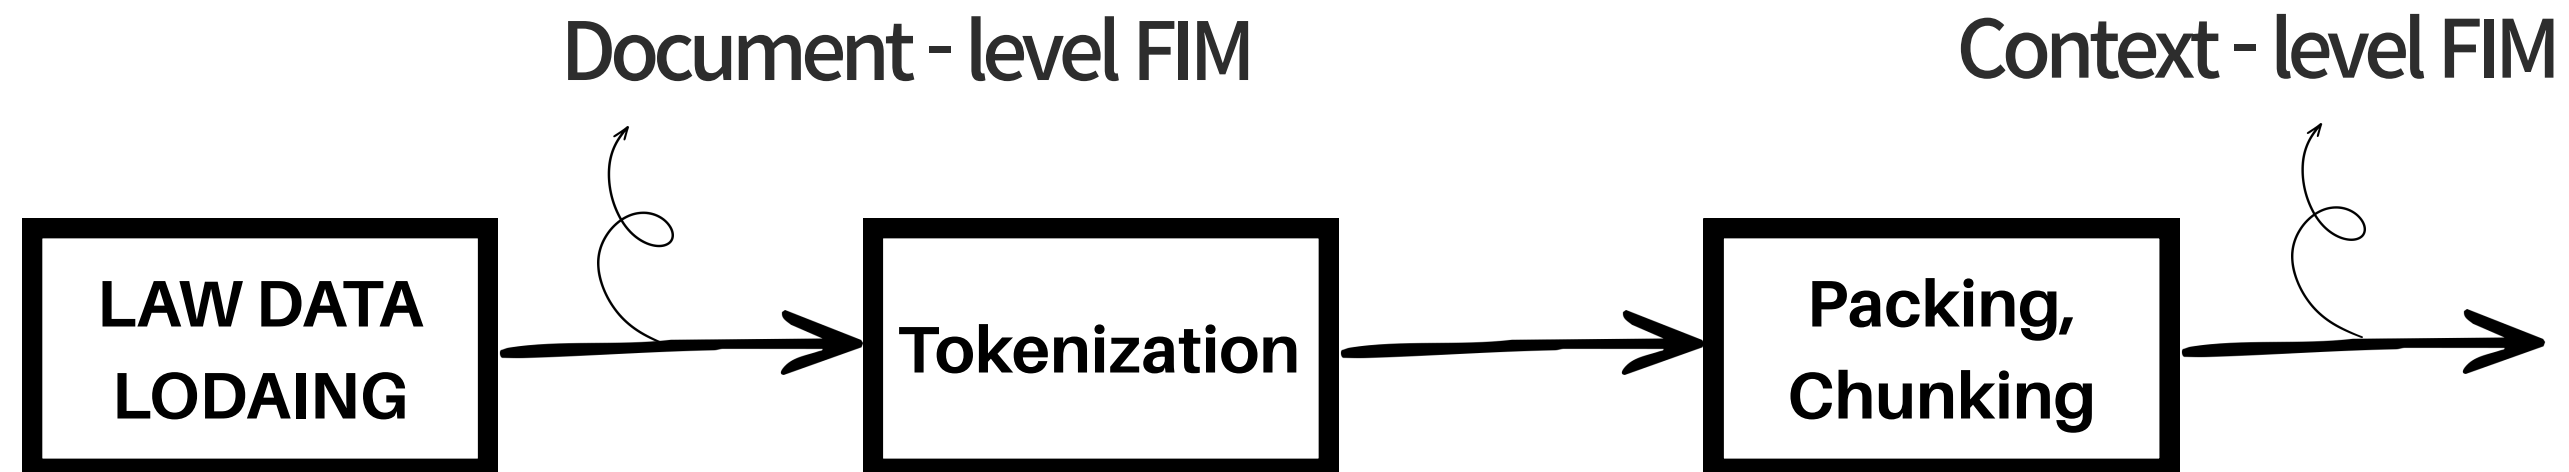 Document - level FIM
Context - level FIM
LAW DATA
LODAING
Tokenization
Packing,
Chunking